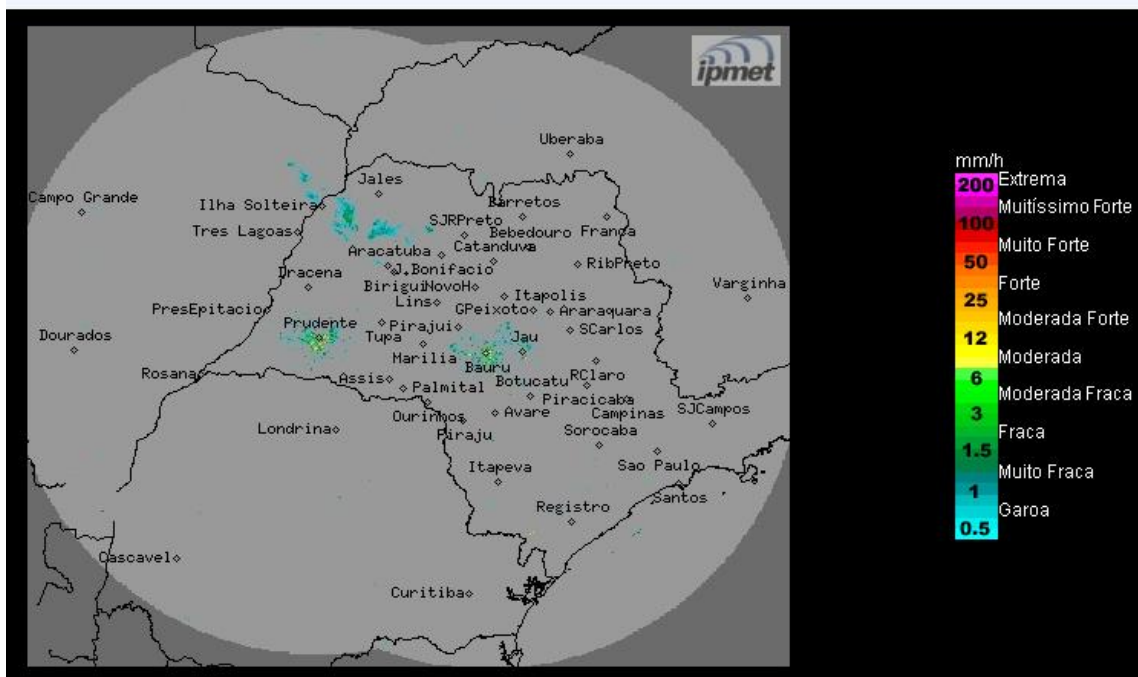 ipmet
Uberaba
Jales
Campo Grande
Ilha Solteira
Barretos
SJRPreto
Tres Lagoas
Bebedouro
Franca
Catanduva
Aracatuba
RibPreto
Dracena
J.Bonifacio
Varginha
Birigui
NovoH
Itapolis
Lins
PresEpitacio
GPeixoto
Araraquara
Prudente
Pirajui
SCarlos
Dourados
Tupa
Jau
Marilia
Bauru
Rosana
Assis
Botucatu
RClaro
Palmital
Piracicaba
Ourinhos
Avare
Campinas
SJCampos
Londrina
Piraju
Sorocaba
Itapeva
Sao Paulo
Santos
Registro
Cascavel
Curitiba
mm/h
200 Extrema
Muitíssimo Forte
100
Muito Forte
50
Forte
25
Moderada Forte
12
Moderada
6
Moderada Fraca
3
Fraca
1.5
Muito Fraca
1
Garoa
0.5